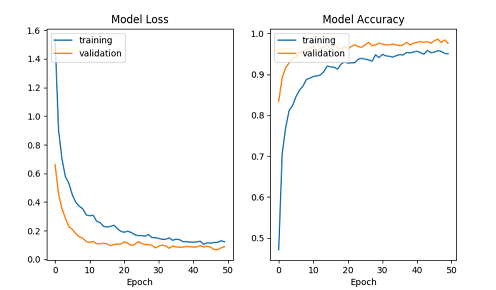 Model Loss
1.6
1.4
1.2
1.0
0.8
0.6
0.4
0.2
0.0
training
validation
0 10 20 30 40 50
Epoch
Model Accuracy
1.0
0.9
0.8
0.7
0.6
0.5
training
validation
0 10 20 30 40 50
Epoch